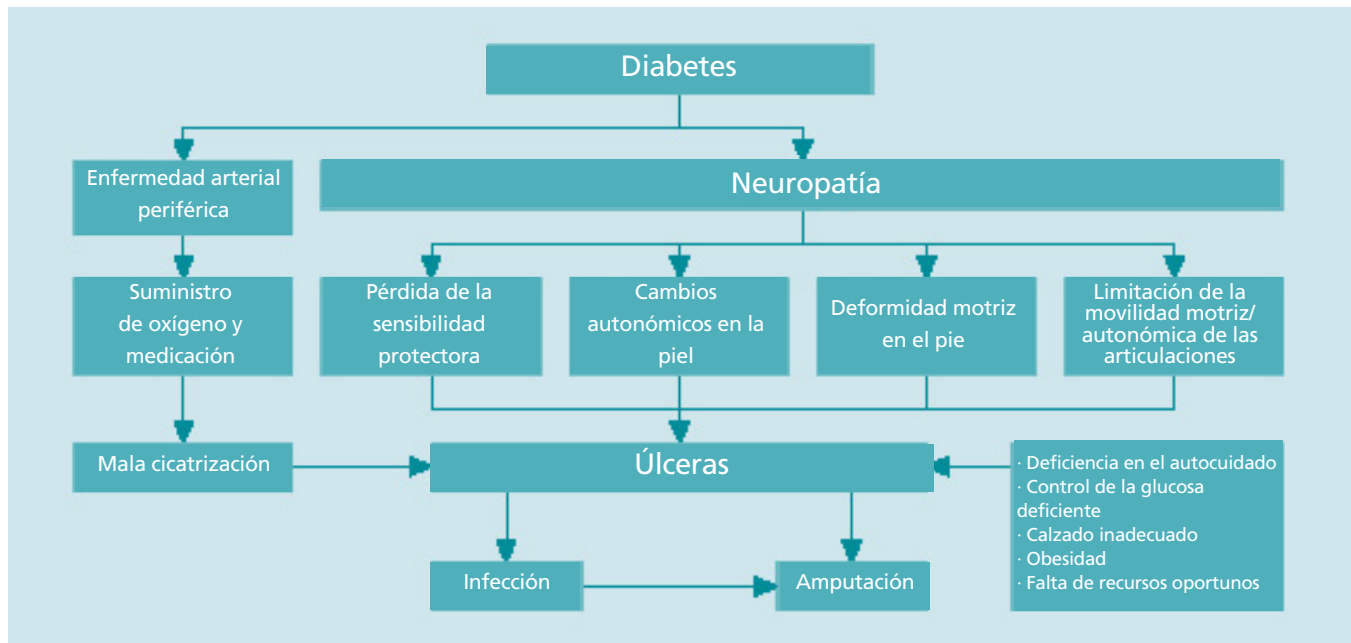 Diabetes
Enfermedad arterial
periférica
Neuropatía
Suministro
de oxígeno y
medicación
Pérdida de la
sensibilidad
protectora
Cambios
autonómicos en la
piel
Deformidad motriz
en el pie
Limitación de la
movilidad motriz/
autonómica de las
articulaciones
Mala cicatrización
Úlceras
· Deficiencia en el autocuidado
· Control de la glucosa
deficiente
· Calzado inadecuado
· Obesidad
· Falta de recursos oportunos
Infección
Amputación